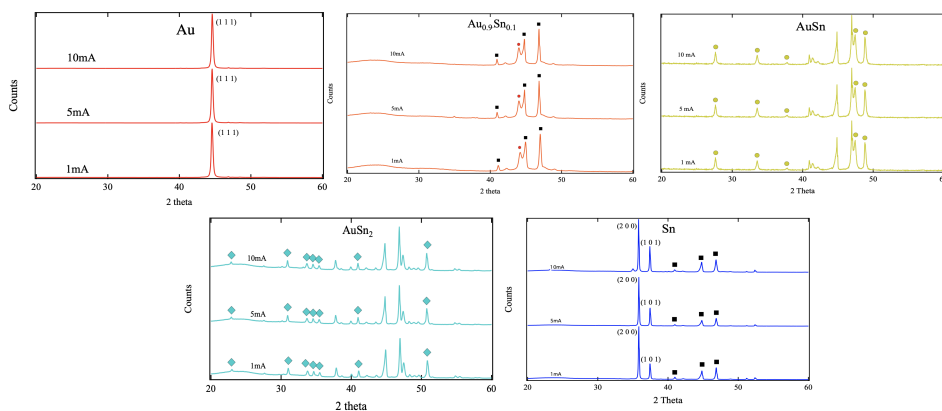 Au
(1 1 1)
10mA
(1 1 1)
5mA
(1 1 1)
1mA
Counts
20 30 40 50 60
2 theta
Au0.9Sn0.1
10mA
5mA
1mA
Counts
20 30 40 50 60
2 theta
AuSn
10 mA
5 mA
1 mA
Counts
20 30 40 50 60
2 Theta
AuSn2
10mA
5mA
1mA
Counts
20 30 40 50 60
2 theta
Sn
(2 0 0)
(1 0 1)
10mA
(2 0 0)
(1 0 1)
5mA
(2 0 0)
(1 0 1)
1mA
Counts
20 30 40 50 60
2 Theta